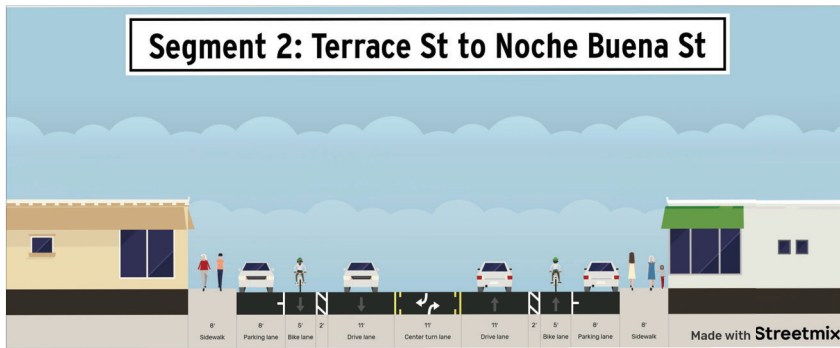 Segment 2: Terrace St to Noche Buena St
8' 8' 5' 2' 11' 11' 11' 2' 5' 8' 8'
Sidewalk Parking lane Bike lane Drive lane Center turn lane Drive lane Bike lane Parking lane Sidewalk
Made with Streetmix